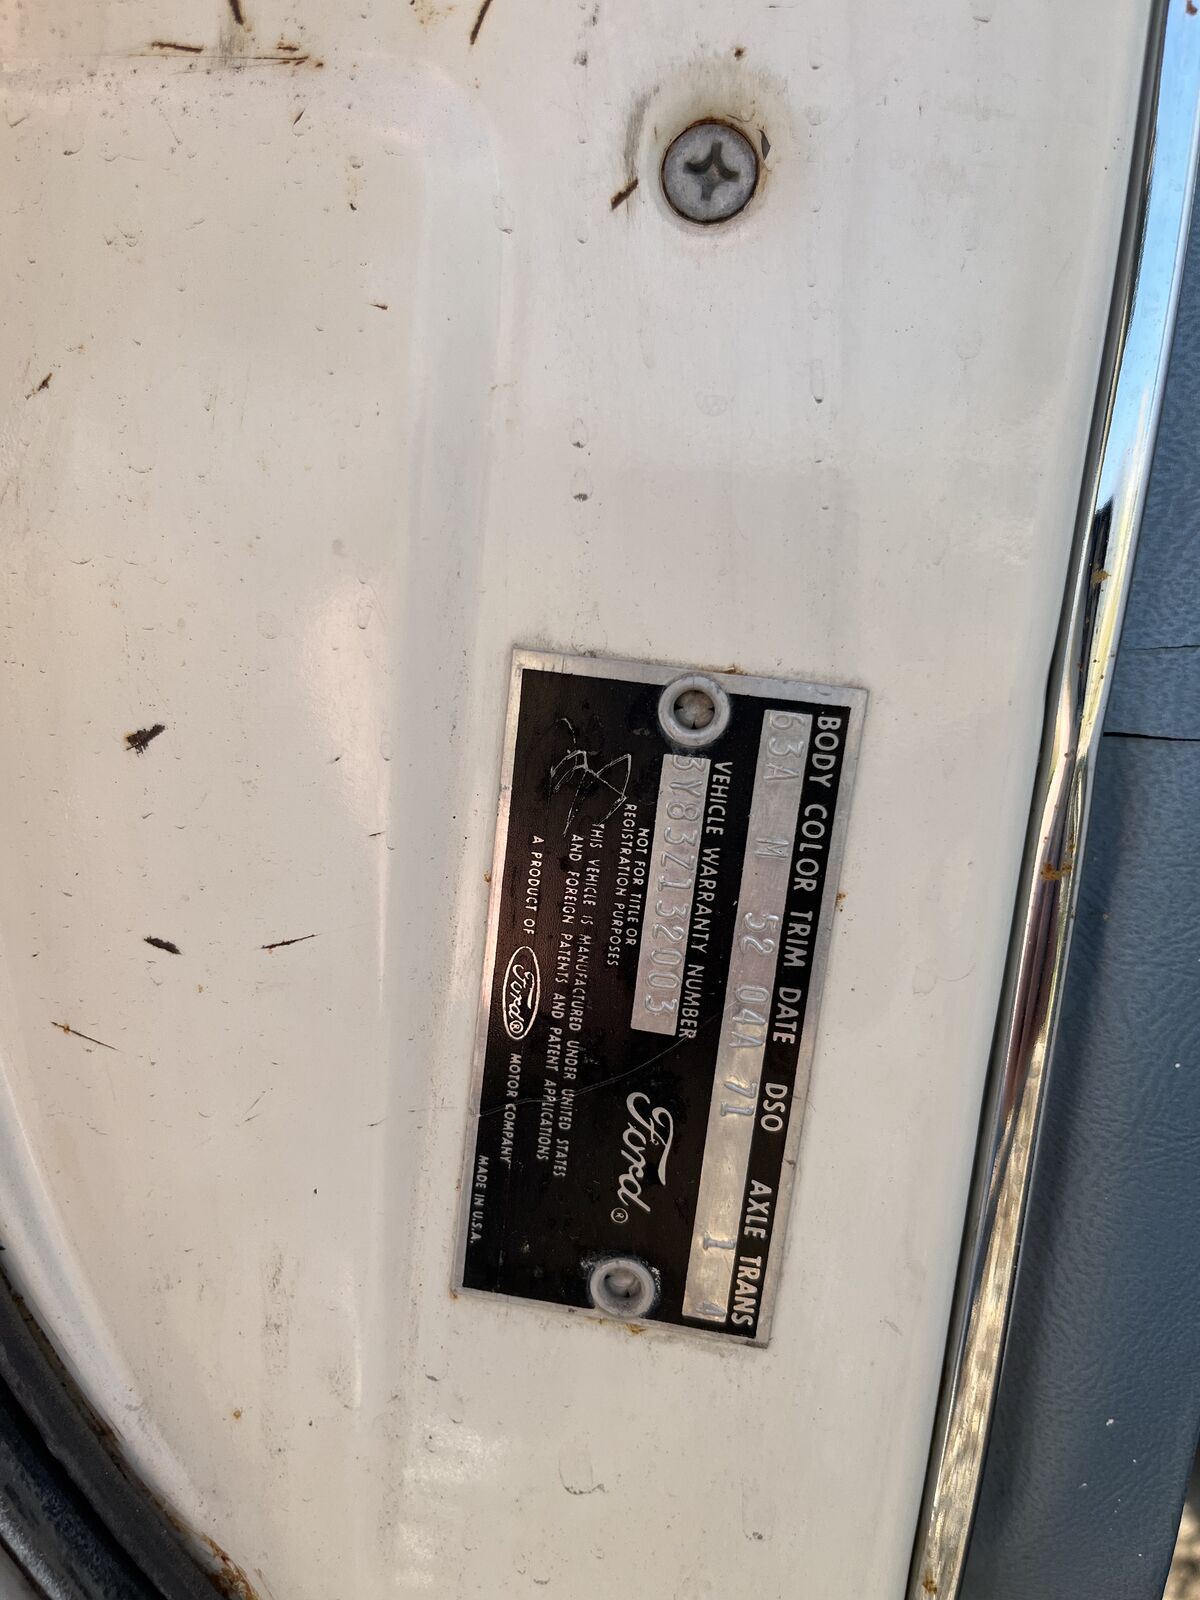 BODY COLOR TRIM DATE DSO AXLE TRANS
63A M 52 04A 71 1 4
VEHICLE WARRANTY NUMBER
3Y83Z132003
NOT FOR TITLE OR
REGISTRATION PURPOSES
Ford®
THIS VEHICLE IS MANUFACTURED UNDER UNITED STATES
AND FOREIGN PATENTS AND PATENT APPLICATIONS
A PRODUCT OF Ford® MOTOR COMPANY
MADE IN U.S.A.